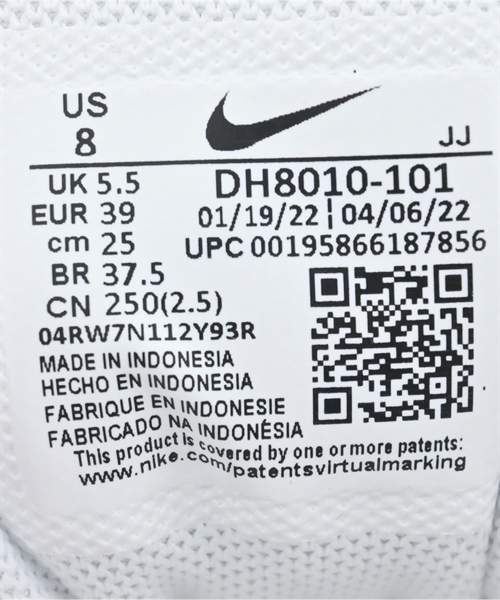 US
8
JJ
UK 5.5
EUR 39
cm 25
BR 37.5
CN 250(2.5)
DH8010-101
01/19/22 ¦ 04/06/22
UPC 00195866187856
04RW7N112Y93R
MADE IN INDONESIA
HECHO EN INDONESIA
FABRIQUE EN INDONESIE
FABRICADO NA INDONÉSIA
This product is covered by one or more patents:
www.nike.com/patentsvirtualmarking